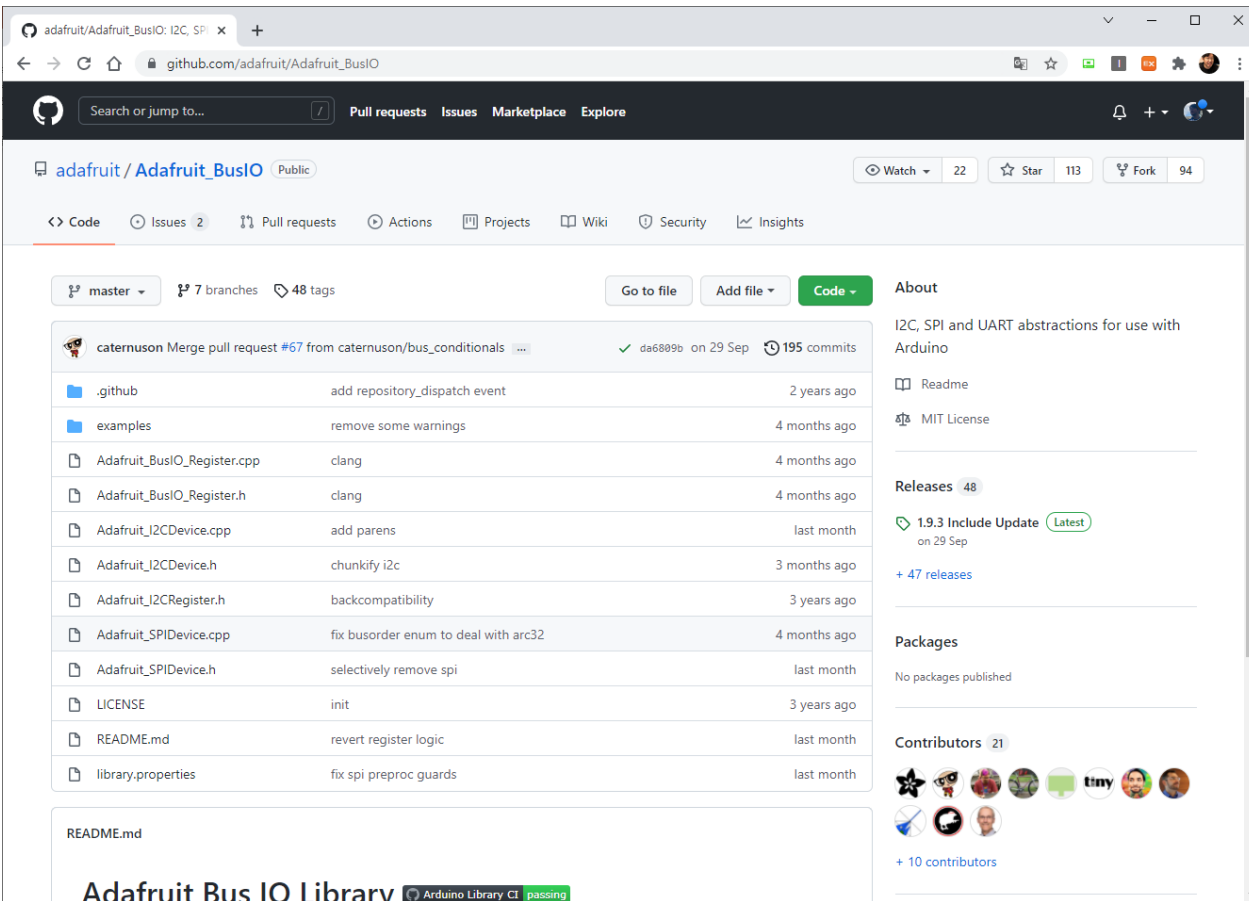 adafruit/Adafruit_BusIO: I2C, SPI
github.com/adafruit/Adafruit_BusIO
Search or jump to... /
Pull requests Issues Marketplace Explore
adafruit / Adafruit_BusIO Public
Watch 22 Star 113 Fork 94
Code Issues 2 Pull requests Actions Projects Wiki Security Insights
master 7 branches 48 tags
Go to file Add file Code
caternuson Merge pull request #67 from caternuson/bus_conditionals ... da6809b on 29 Sep 195 commits
.github add repository_dispatch event 2 years ago
examples remove some warnings 4 months ago
Adafruit_BusIO_Register.cpp clang 4 months ago
Adafruit_BusIO_Register.h clang 4 months ago
Adafruit_I2CDevice.cpp add parens last month
Adafruit_I2CDevice.h chunkify i2c 3 months ago
Adafruit_I2CRegister.h backcompatibility 3 years ago
Adafruit_SPIDevice.cpp fix busorder enum to deal with arc32 4 months ago
Adafruit_SPIDevice.h selectively remove spi last month
LICENSE init 3 years ago
README.md revert register logic last month
library.properties fix spi preproc guards last month
README.md
Adafruit Bus IO Library Arduino Library CI passing
About
I2C, SPI and UART abstractions for use with
Arduino
Readme
MIT License
Releases 48
1.9.3 Include Update Latest
on 29 Sep
+ 47 releases
Packages
No packages published
Contributors 21
tiny
+ 10 contributors